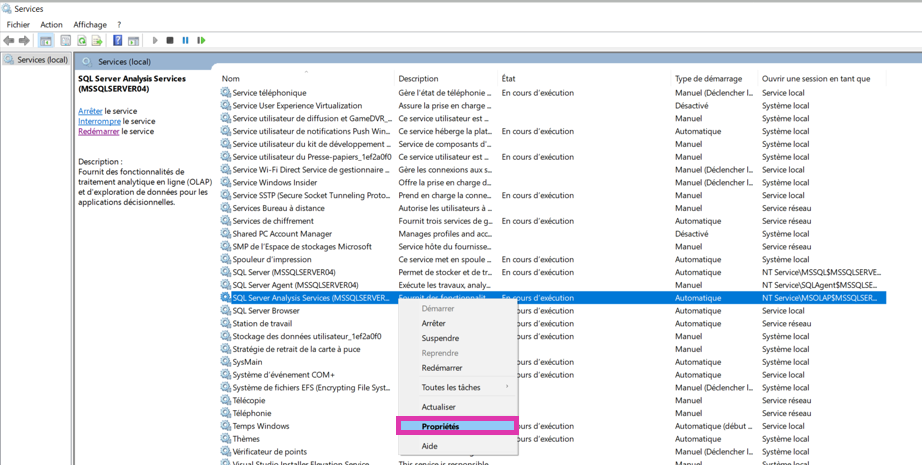 Services
Fichier Action Affichage ?
Services (local)
Services (local)
SQL Server Analysis Services
(MSSQLSERVER04)
Arrêter le service
Interrompre le service
Redémarrer le service
Description :
Fournit des fonctionnalités de
traitement analytique en ligne (OLAP)
et d'exploration de données pour les
applications décisionnelles.
Nom Description État Type de démarrage Ouvrir une session en tant que
Service téléphonique Gère l'état de téléphonie ... En cours d'exécution Manuel (Déclencher l... Service local
Service User Experience Virtualization Assure la prise en charge ... Désactivé Système local
Service utilisateur de diffusion et GameDVR_... Ce service utilisateur est ... Manuel Système local
Service utilisateur de notifications Push Win... Ce service héberge la plat... En cours d'exécution Automatique Système local
Service utilisateur du kit de développement ... Service de composants d'... Manuel Système local
Service utilisateur du Presse-papiers_1ef2a0f0 Ce service utilisateur est ... En cours d'exécution Manuel Système local
Service Wi-Fi Direct Service de gestionnaire ... Gère les connexions aux s... Manuel (Déclencher l... Service local
Service Windows Insider Offre la prise en charge d... Manuel (Déclencher l... Système local
Service SSTP (Secure Socket Tunneling Proto... Prend en charge la conne... En cours d'exécution Manuel Service local
Services Bureau à distance Autorise les utilisateurs à ... Manuel Service réseau
Services de chiffrement Fournit trois services de g... En cours d'exécution Automatique Service réseau
Shared PC Account Manager Manages profiles and acc... Désactivé Système local
SMP de l'Espace de stockages Microsoft Service hôte du fournisse... Manuel Service réseau
Spouleur d'impression Ce service met en spoule ... En cours d'exécution Automatique Système local
SQL Server (MSSQLSERVER04) Permet de stocker et de tr... En cours d'exécution Automatique NT Service\MSSQL$MSSQLSERVE...
SQL Server Agent (MSSQLSERVER04) Exécute les travaux, analy... Manuel NT Service\SQLAgent$MSSQLSE...
SQL Server Analysis Services (MSSQLSERVER... Fournit des fonctionnalit... En cours d'exécution Automatique NT Service\MSOLAP$MSSQLSER...
SQL Server Browser ours d'exécution Automatique Service local
Station de travail ours d'exécution Automatique Service réseau
Stockage des données utilisateur_1ef2a0f0 ours d'exécution Manuel Système local
Stratégie de retrait de la carte à puce Manuel Système local
SysMain ours d'exécution Automatique Système local
Système d'événement COM+ ours d'exécution Automatique Service local
Système de fichiers EFS (Encrypting File Syst... Manuel (Déclencher l... Système local
Télécopie Manuel Service réseau
Téléphonie Manuel Service réseau
Temps Windows cours d'exécution Automatique (début ... Service local
Thèmes ours d'exécution Automatique Système local
Vérificateur de points Manuel (Déclencher l... Système local
Visual Studio Installer Elevation Service This service is responsible
Démarrer
Arrêter
Suspendre
Reprendre
Redémarrer
Toutes les tâches
Actualiser
Propriétés
Aide